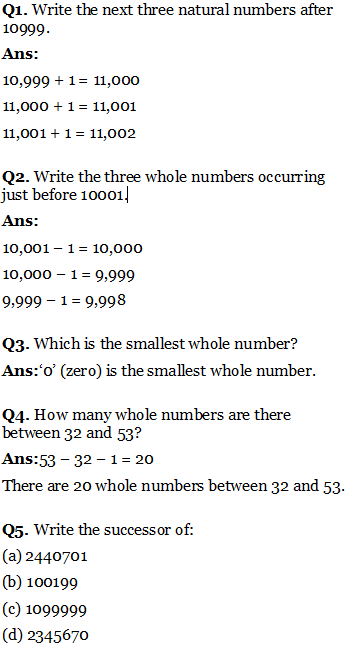 Q1. Write the next three natural numbers after
10999.
Ans:
10,999 + 1 = 11,000
11,000 + 1 = 11,001
11,001 + 1 = 11,002
Q2. Write the three whole numbers occurring
just before 10001.
Ans:
10,001 – 1 = 10,000
10,000 – 1 = 9,999
9,999 – 1 = 9,998
Q3. Which is the smallest whole number?
Ans:‘0’ (zero) is the smallest whole number.
Q4. How many whole numbers are there
between 32 and 53?
Ans:53 – 32 – 1 = 20
There are 20 whole numbers between 32 and 53.
Q5. Write the successor of:
(a) 2440701
(b) 100199
(c) 1099999
(d) 2345670